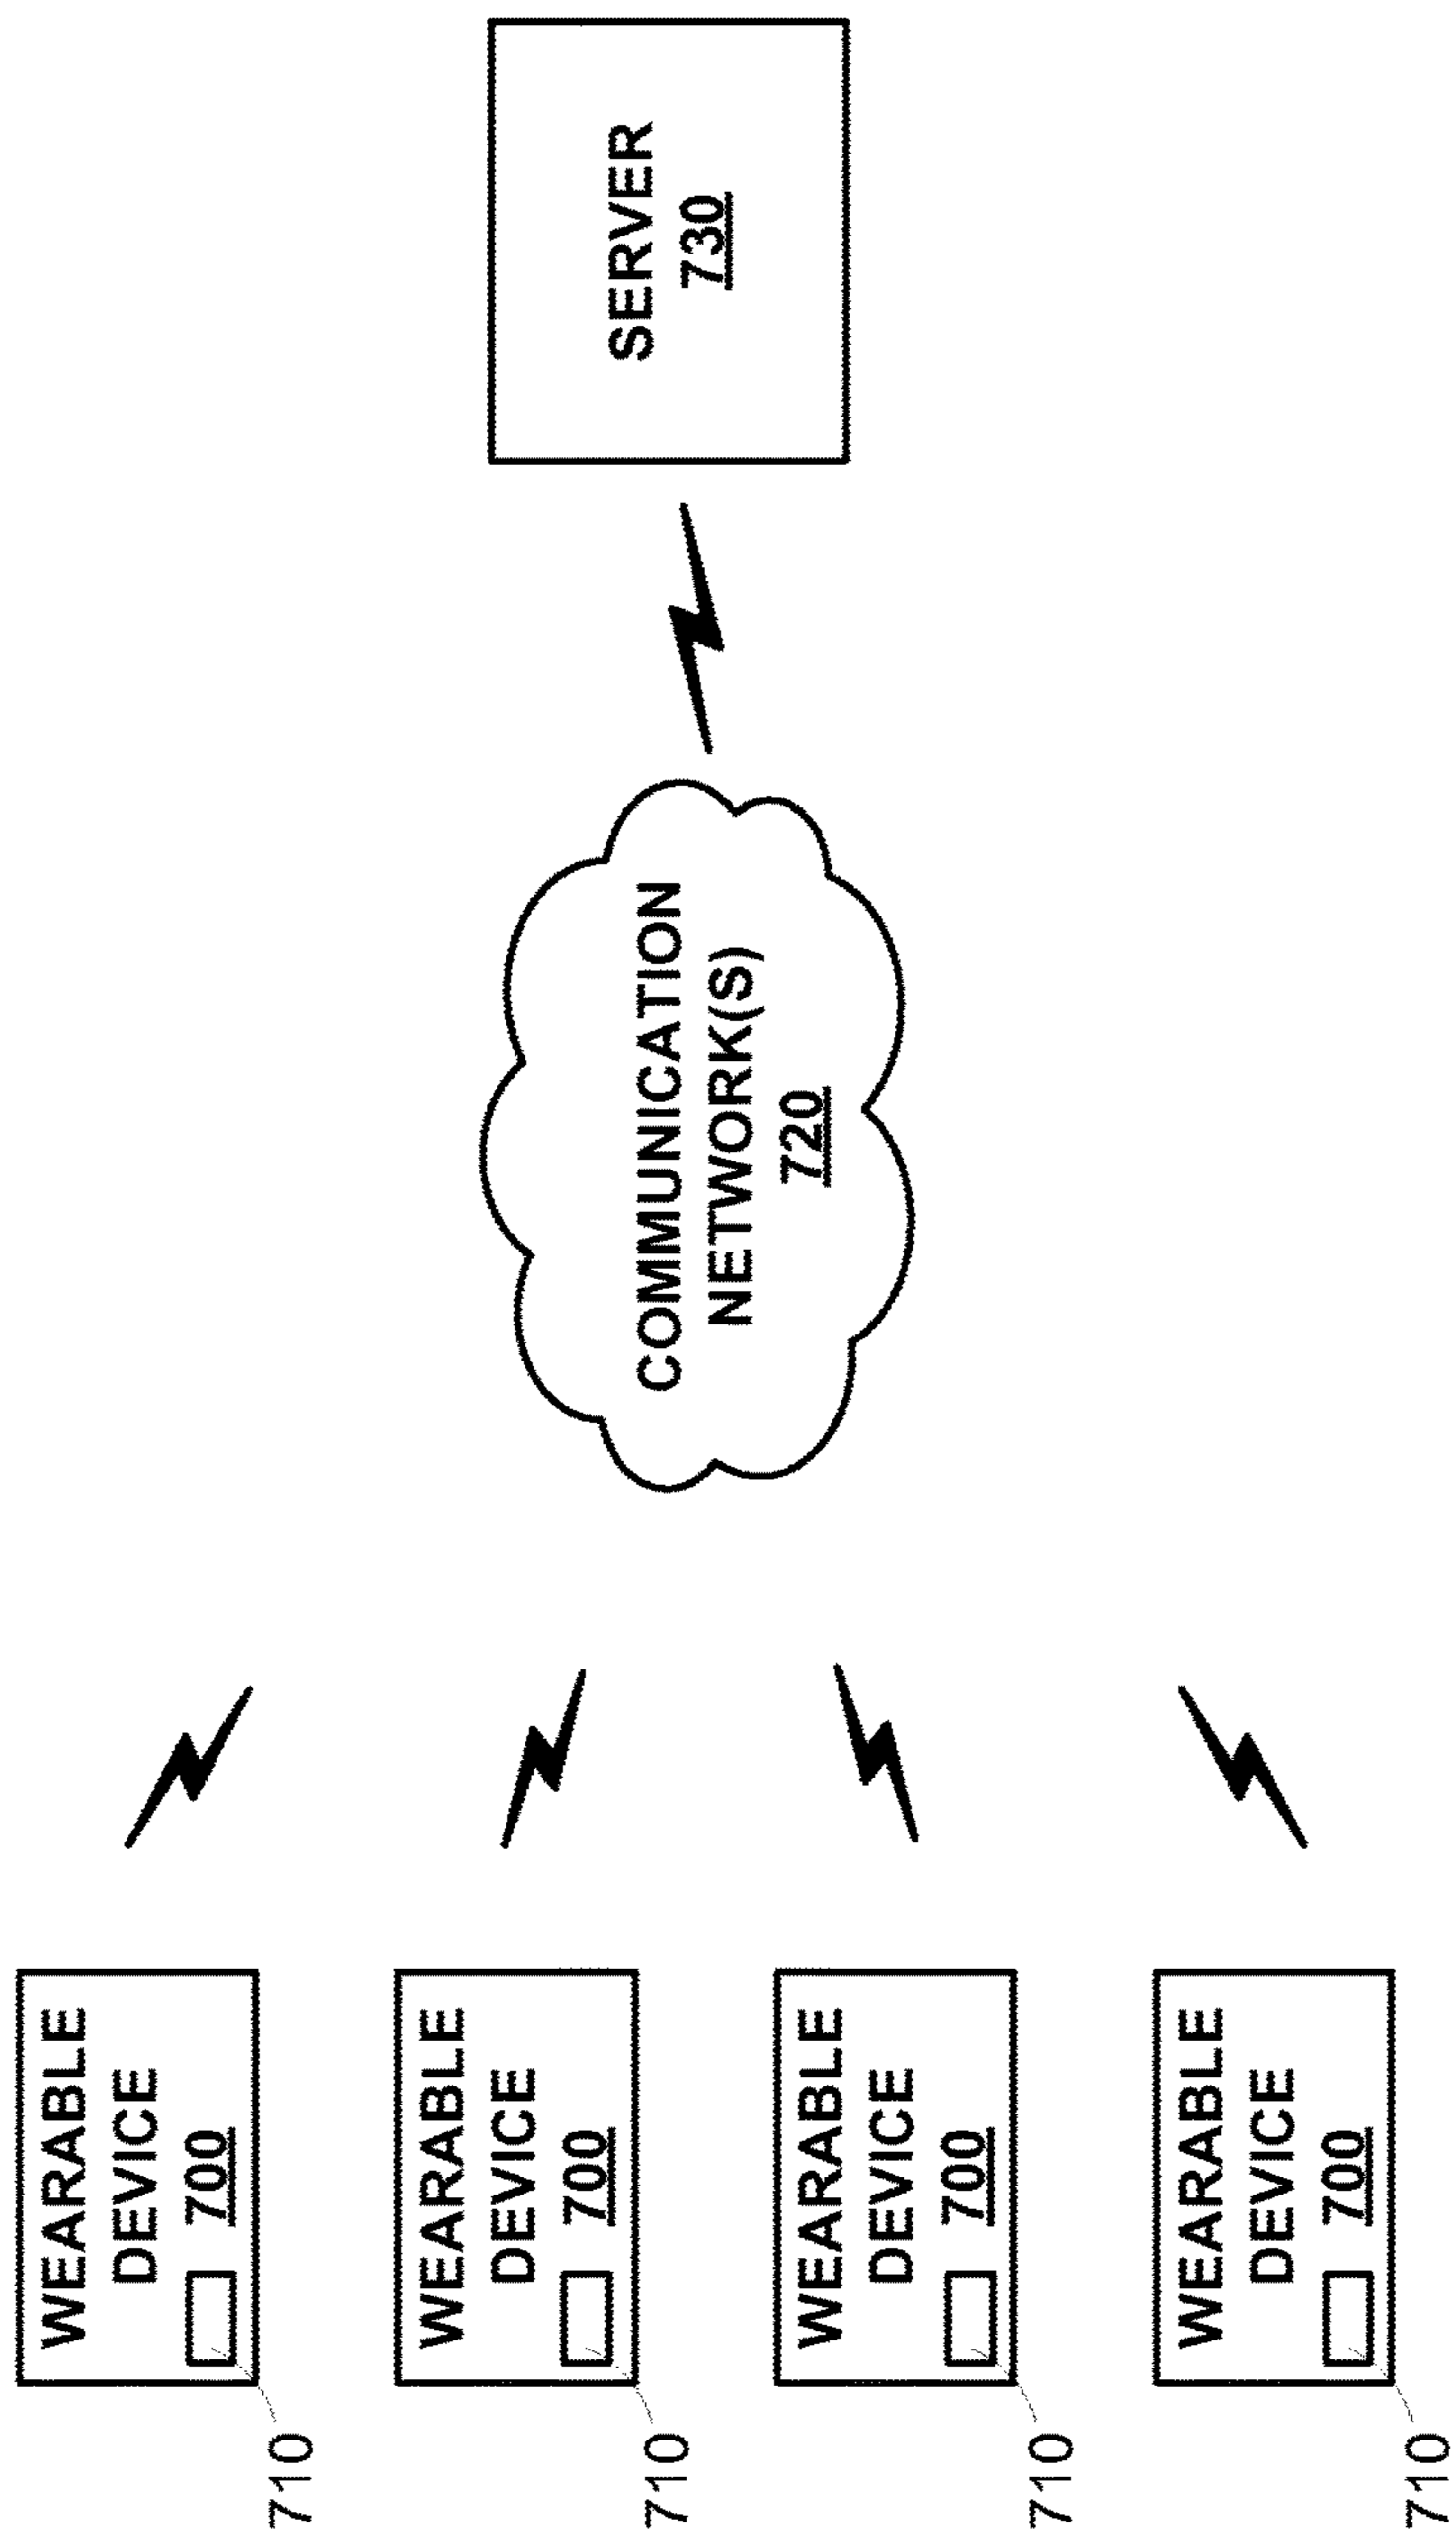 WEARABLE
DEVICE
700
710
WEARABLE
DEVICE
700
710
WEARABLE
DEVICE
700
710
WEARABLE
DEVICE
700
710
COMMUNICATION
NETWORK(S)
720
SERVER
730